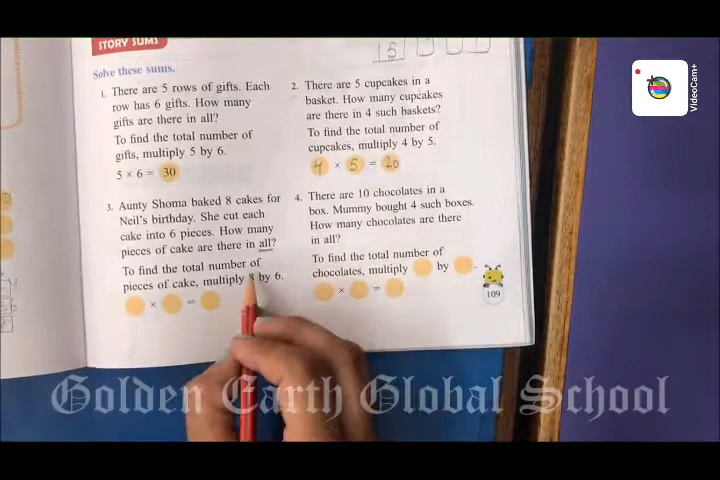 STORY SUMS
5
Solve these sums.
1. There are 5 rows of gifts. Each
row has 6 gifts. How many
gifts are there in all?
To find the total number of
gifts, multiply 5 by 6.
5 × 6 = 30
2. There are 5 cupcakes in a
basket. How many cupcakes
are there in 4 such baskets?
To find the total number of
cupcakes, multiply 4 by 5.
4 × 5 = 20
3. Aunty Shoma baked 8 cakes for
Neil's birthday. She cut each
cake into 6 pieces. How many
pieces of cake are there in all?
To find the total number of
pieces of cake, multiply 8 by 6.
× =
4. There are 10 chocolates in a
box. Mummy bought 4 such boxes.
How many chocolates are there
in all?
To find the total number of
chocolates, multiply by .
× =
109
VideoCam+
Golden Earth Global School